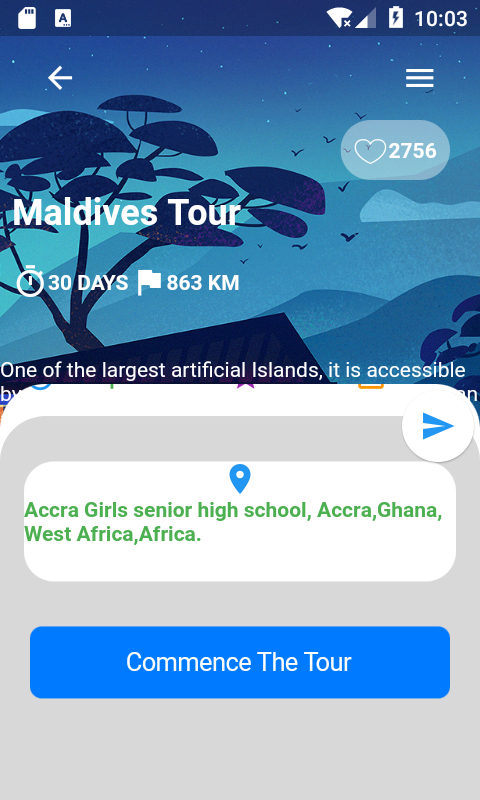 10:03
2756
Maldives Tour
30 DAYS 863 KM
One of the largest artificial Islands, it is accessible
Accra Girls senior high school, Accra,Ghana,
West Africa,Africa.
Commence The Tour